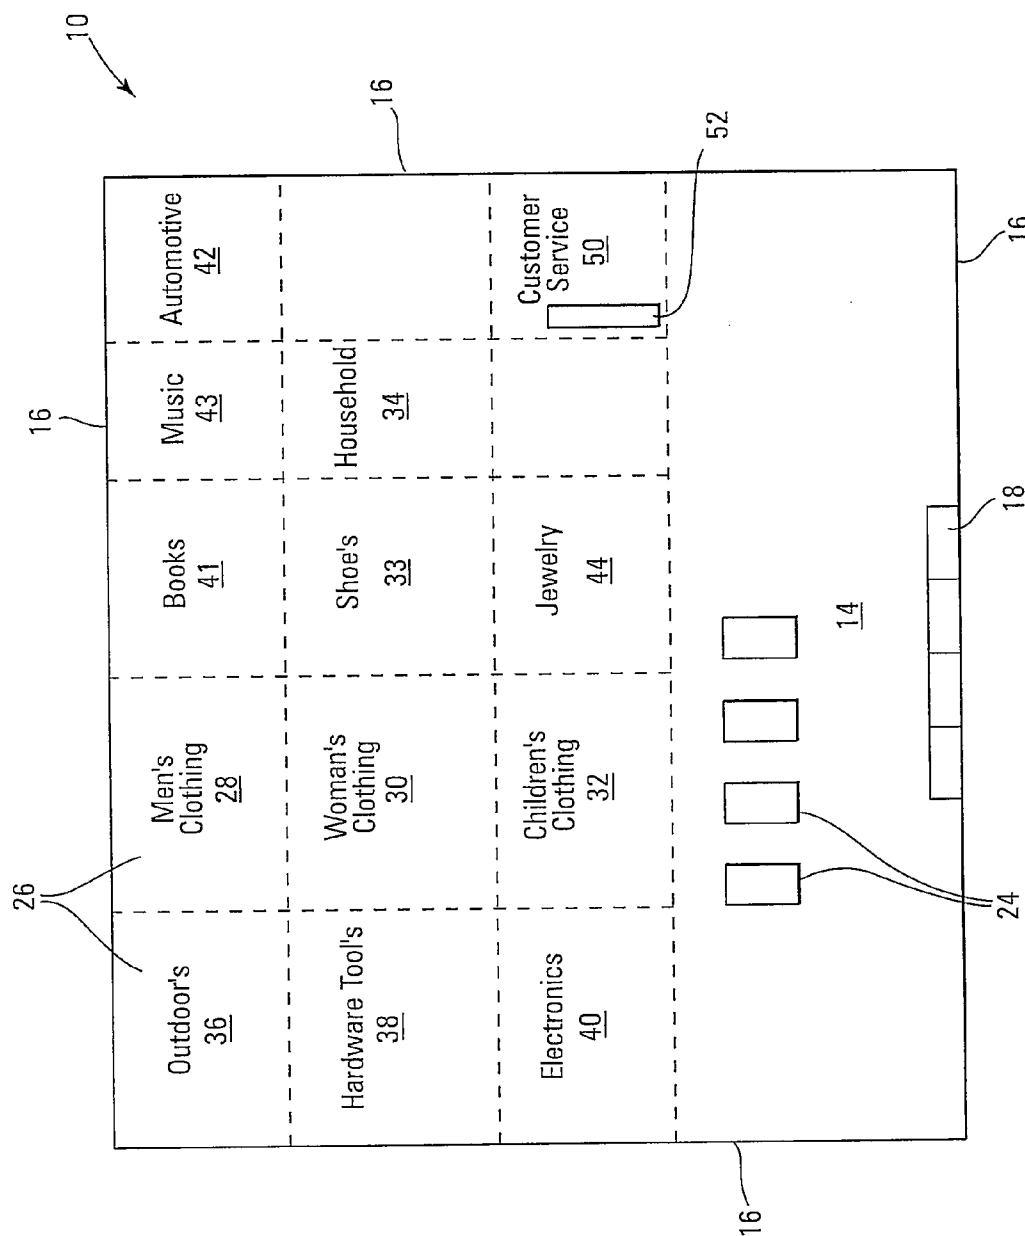 10
26
16
Outdoor's
36
Men's
Clothing
28
Books
41
Music
43
Automotive
42
16
Hardware Tool's
38
Woman's
Clothing
30
Shoe's
33
Household
34
Electronics
40
Children's
Clothing
32
Jewelry
44
Customer
Service
50
52
16
14
24
18
16